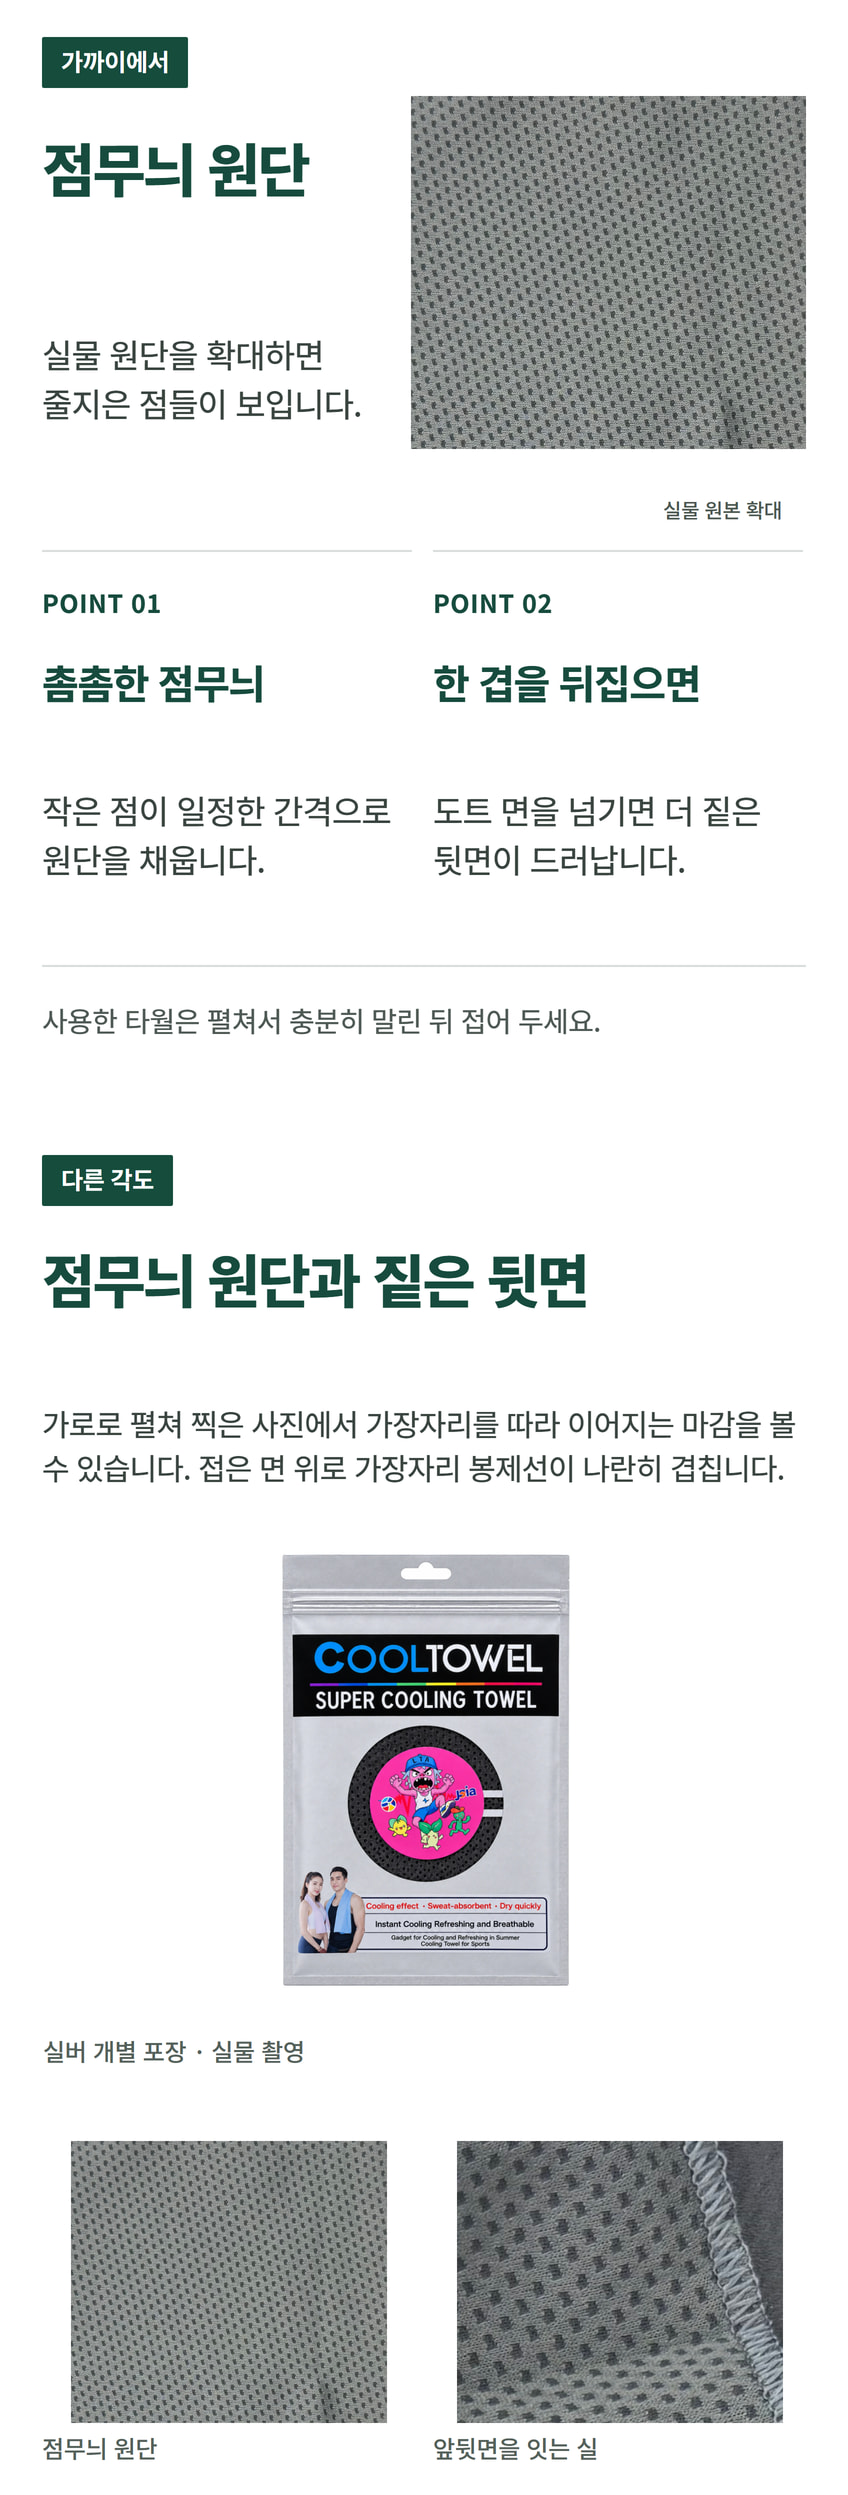 가까이에서
점무늬 원단
실물 원단을 확대하면
줄지은 점들이 보입니다.
실물 원본 확대
POINT 01
촘촘한 점무늬
작은 점이 일정한 간격으로
원단을 채웁니다.
POINT 02
한 겹을 뒤집으면
도트 면을 넘기면 더 짙은
뒷면이 드러납니다.
사용한 타월은 펼쳐서 충분히 말린 뒤 접어 두세요.
다른 각도
점무늬 원단과 짙은 뒷면
가로로 펼쳐 찍은 사진에서 가장자리를 따라 이어지는 마감을 볼
수 있습니다. 접은 면 위로 가장자리 봉제선이 나란히 겹칩니다.
COOLTOWEL
SUPER COOLING TOWEL
Cooling effect · Sweat-absorbent · Dry quickly
Instant Cooling Refreshing and Breathable
Gadget for Cooling and Refreshing in Summer
Cooling Towel for Sports
실버 개별 포장 · 실물 촬영
점무늬 원단
앞뒷면을 잇는 실